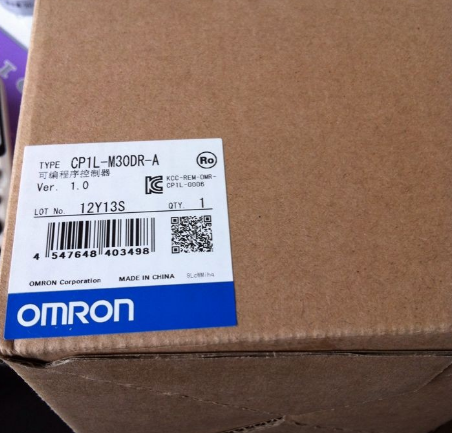 TYPE CP1L-M30DR-A
Ro
可编程序控制器
Ver. 1.0
KCC-REM-OMR-
CP1L-0006
LOT No. 12Y13S
QTY. 1
4 547648 403498
OMRON Corporation MADE IN CHINA
OMRON